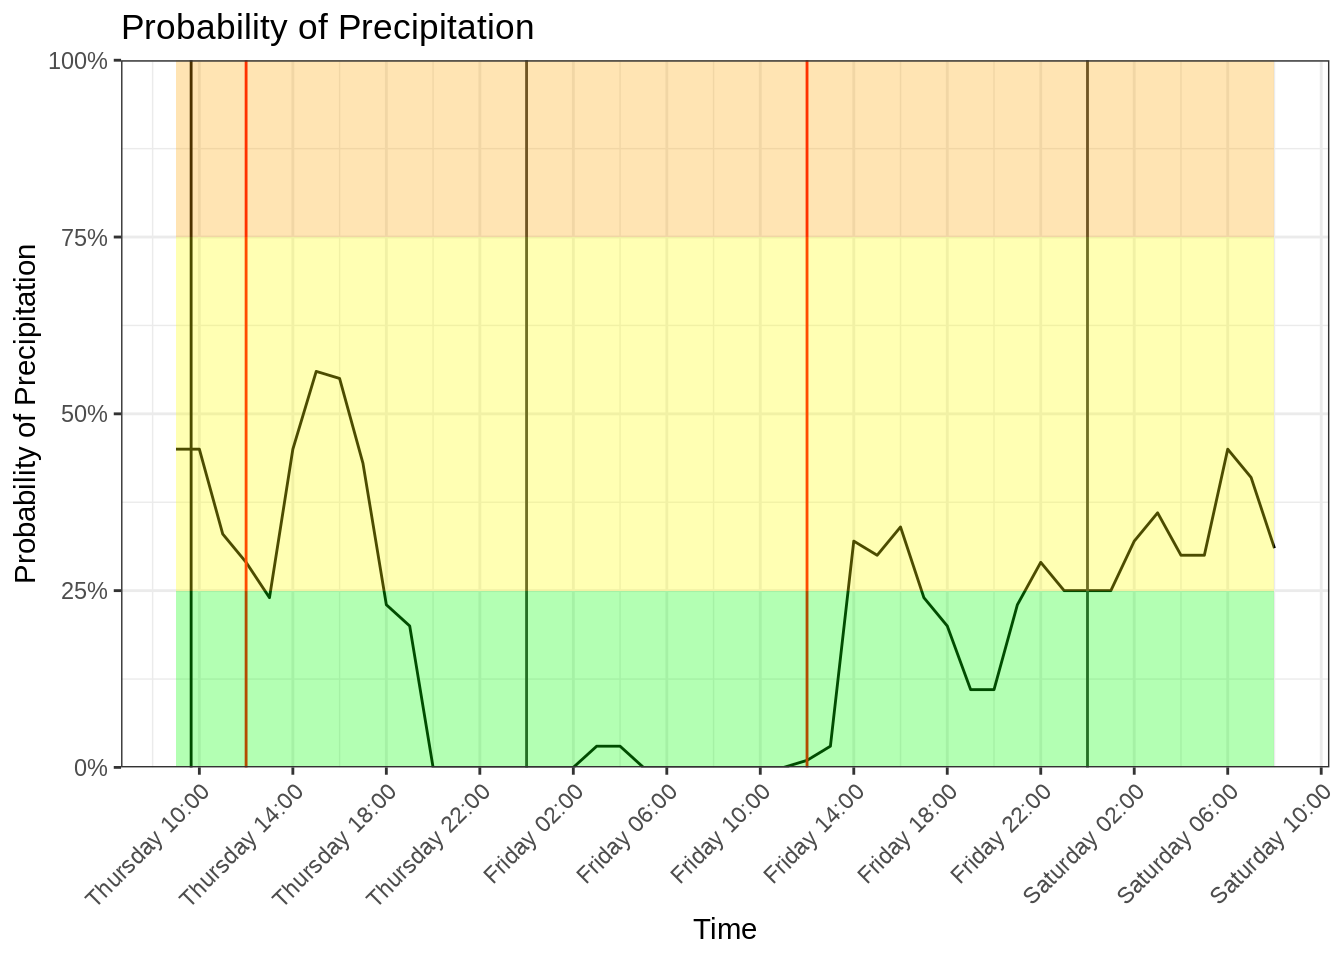 Probability of Precipitation
Probability of Precipitation
100%
75%
50%
25%
0%
Thursday 10:00
Thursday 14:00
Thursday 18:00
Thursday 22:00
Friday 02:00
Friday 06:00
Friday 10:00
Friday 14:00
Friday 18:00
Friday 22:00
Saturday 02:00
Saturday 06:00
Saturday 10:00
Time